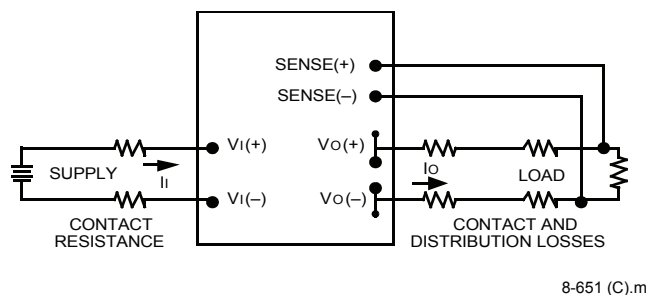 SENSE(+)
SENSE(–)
SUPPLY
II
VI(+)
VI(–)
VO(+)
VO(–)
IO
LOAD
CONTACT
RESISTANCE
CONTACT AND
DISTRIBUTION LOSSES
8-651 (C).m